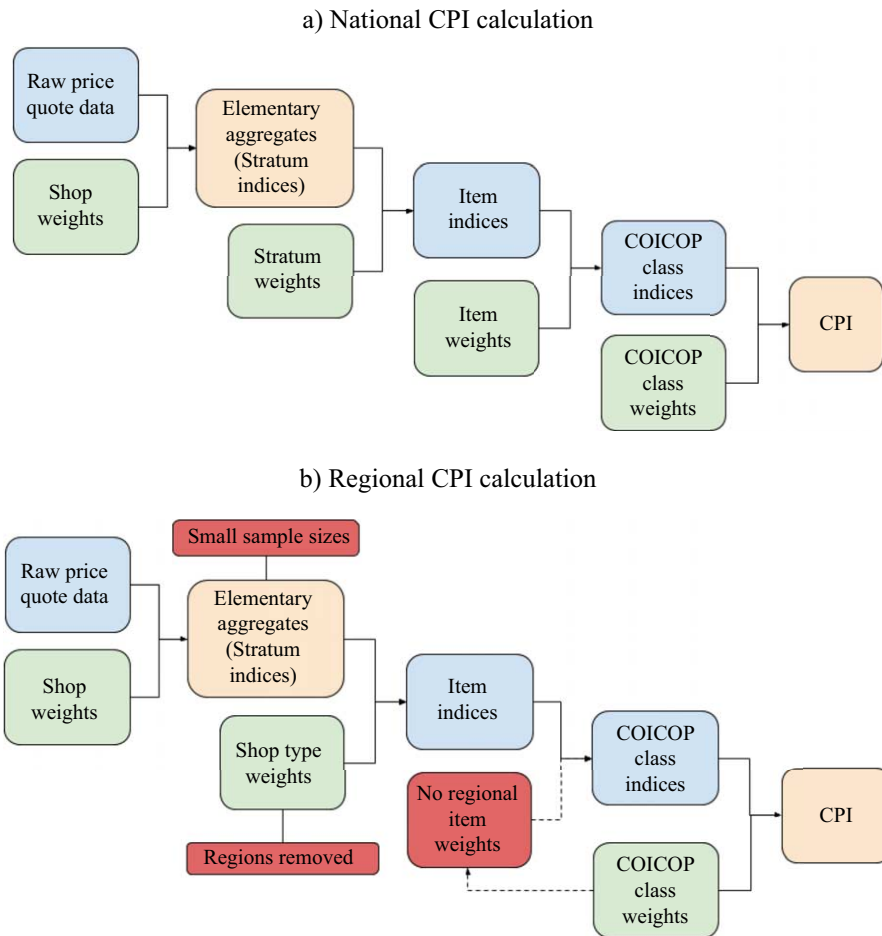 a) National CPI calculation
Raw price
quote data
Shop
weights
Elementary
aggregates
(Stratum
indices)
Stratum
weights
Item
indices
Item
weights
COICOP
class
indices
COICOP
class
weights
CPI
b) Regional CPI calculation
Small sample sizes
Raw price
quote data
Shop
weights
Elementary
aggregates
(Stratum
indices)
Shop type
weights
Regions removed
Item
indices
No regional
item
weights
COICOP
class
indices
COICOP
class
weights
CPI